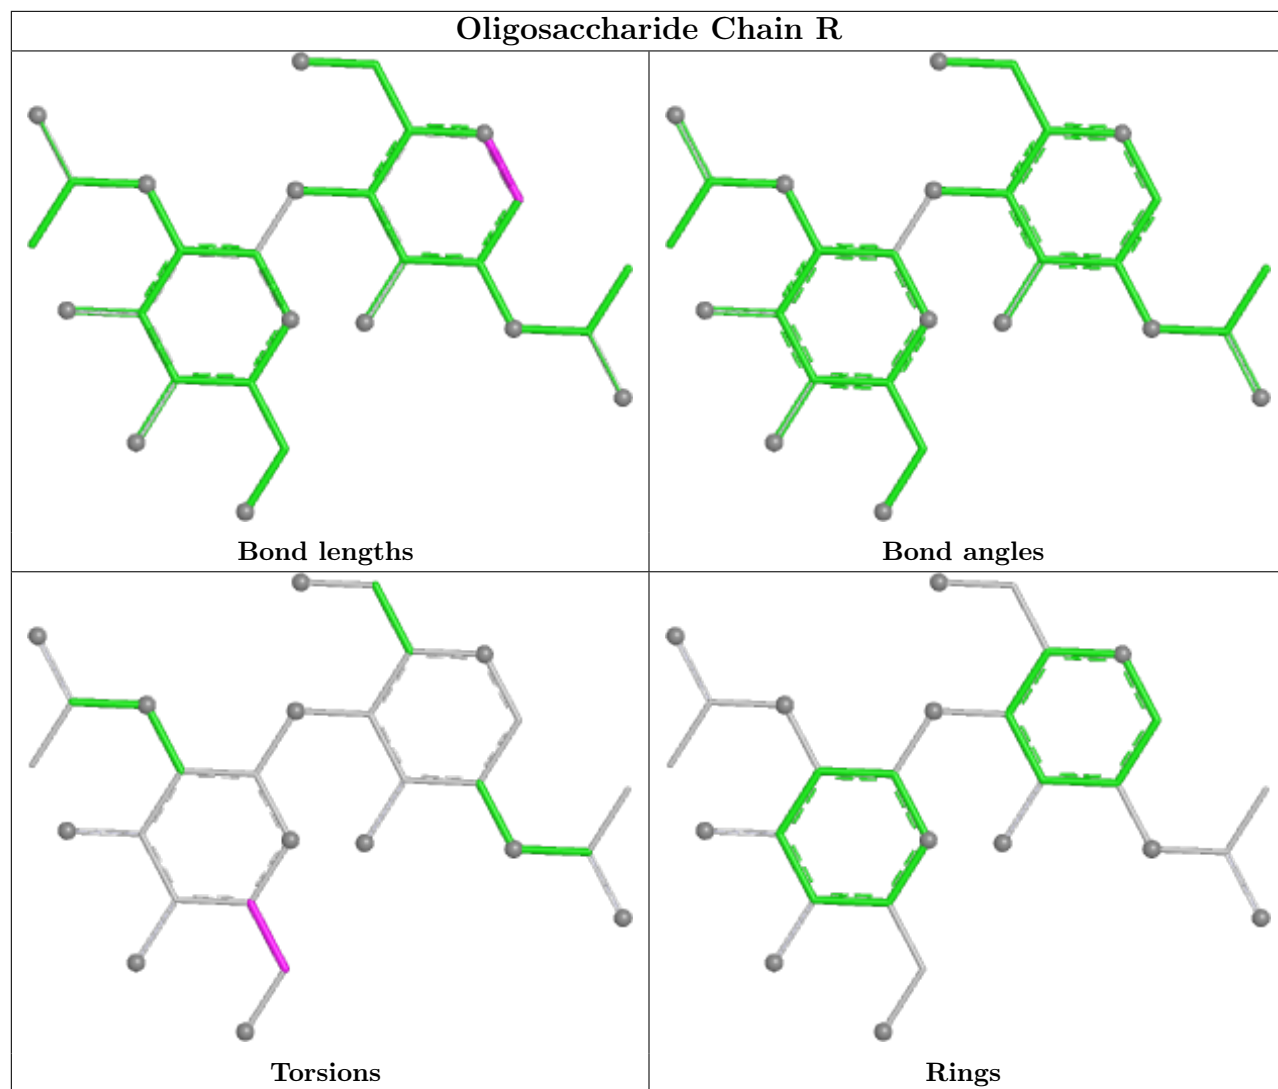 Oligosaccharide Chain R
Bond lengths
Bond angles
Torsions
Rings